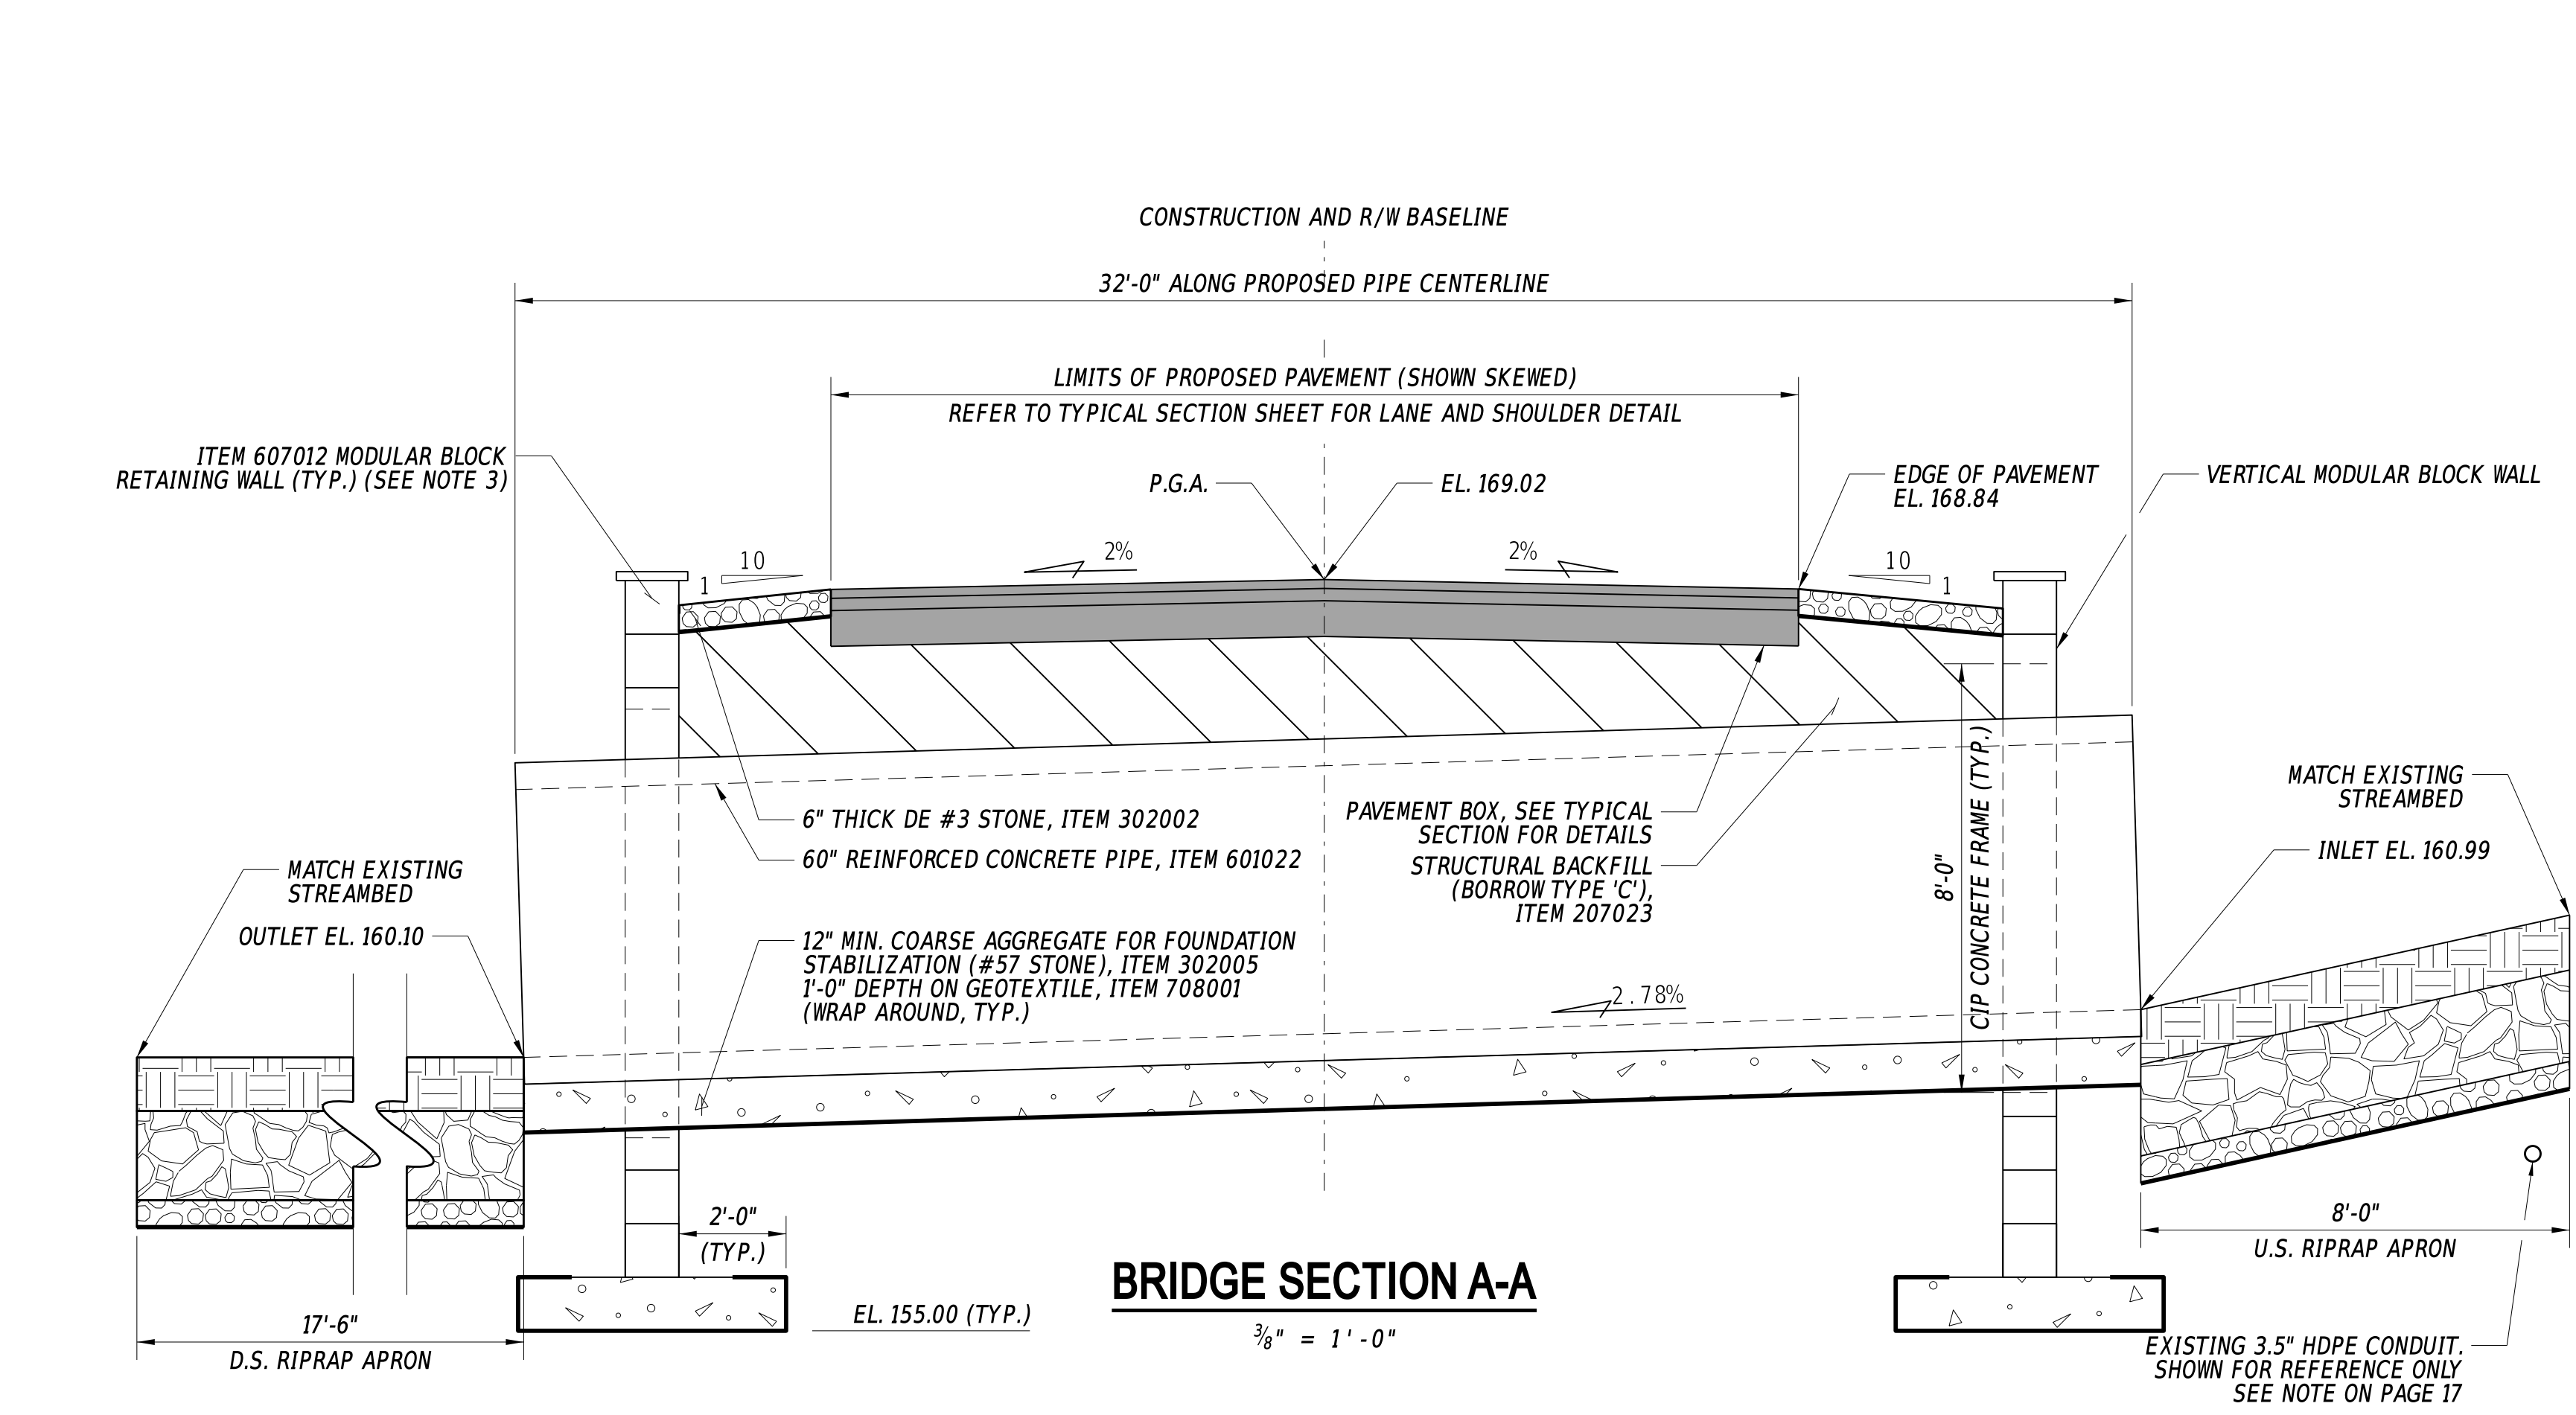 CONSTRUCTION AND R/W BASELINE
32'-0" ALONG PROPOSED PIPE CENTERLINE
LIMITS OF PROPOSED PAVEMENT (SHOWN SKEWED)
REFER TO TYPICAL SECTION SHEET FOR LANE AND SHOULDER DETAIL
ITEM 607012 MODULAR BLOCK
RETAINING WALL (TYP.) (SEE NOTE 3)
P.G.A.
EL. 169.02
EDGE OF PAVEMENT
EL. 168.84
VERTICAL MODULAR BLOCK WALL
10
1
2%
2%
10
1
6" THICK DE #3 STONE, ITEM 302002
60" REINFORCED CONCRETE PIPE, ITEM 601022
PAVEMENT BOX, SEE TYPICAL
SECTION FOR DETAILS
STRUCTURAL BACKFILL
(BORROW TYPE 'C'),
ITEM 207023
8'-0"
CIP CONCRETE FRAME (TYP.)
MATCH EXISTING
STREAMBED
INLET EL. 160.99
MATCH EXISTING
STREAMBED
OUTLET EL. 160.10
12" MIN. COARSE AGGREGATE FOR FOUNDATION
STABILIZATION (#57 STONE), ITEM 302005
1'-0" DEPTH ON GEOTEXTILE, ITEM 708001
(WRAP AROUND, TYP.)
2.78%
2'-0"
(TYP.)
8'-0"
U.S. RIPRAP APRON
EL. 155.00 (TYP.)
BRIDGE SECTION A-A
3/8" = 1'-0"
17'-6"
D.S. RIPRAP APRON
EXISTING 3.5" HDPE CONDUIT.
SHOWN FOR REFERENCE ONLY
SEE NOTE ON PAGE 17